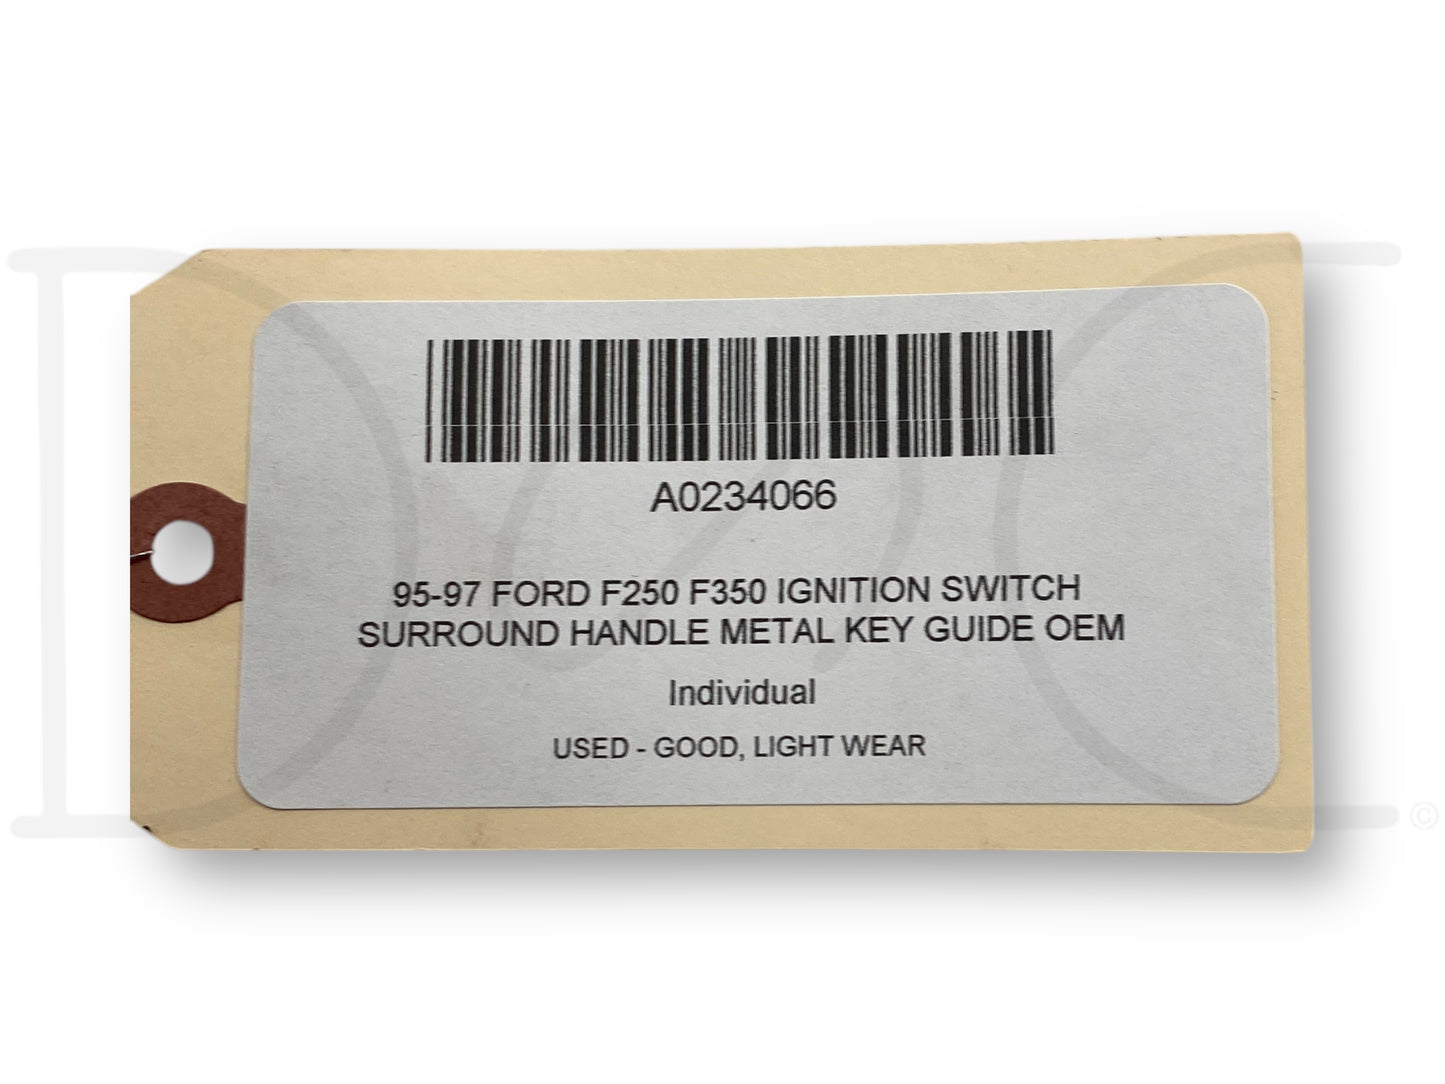 A0234066
95-97 FORD F250 F350 IGNITION SWITCH
SURROUND HANDLE METAL KEY GUIDE OEM
Individual
USED - GOOD, LIGHT WEAR